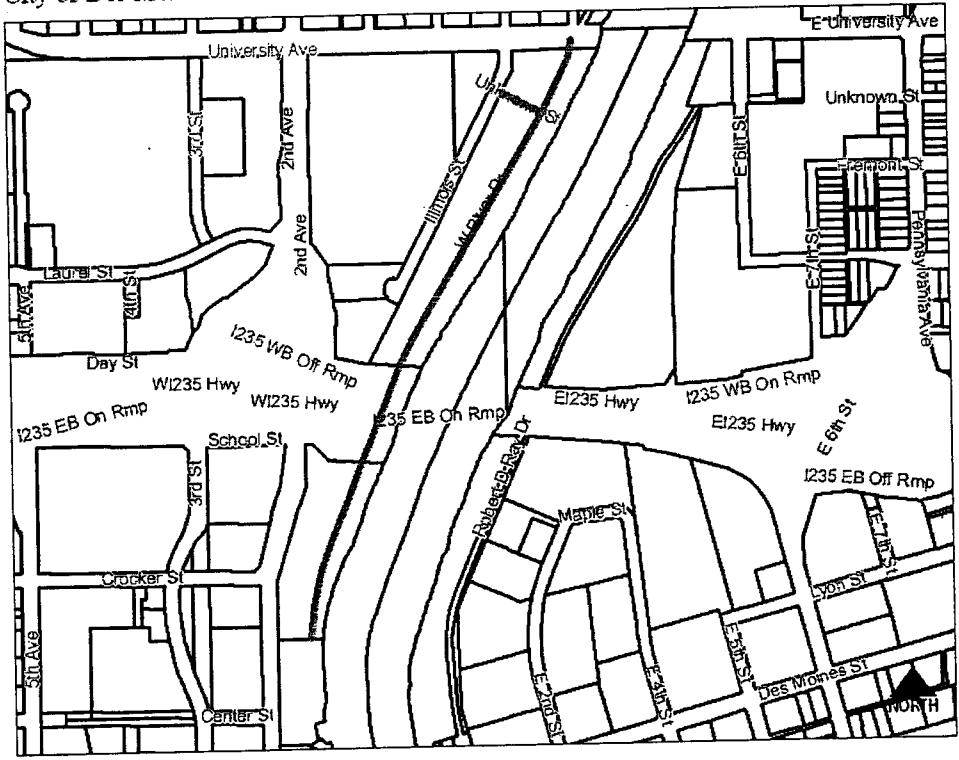 City of
E University Ave
University Ave
Unknown St
Unknown St
3rd St
2nd Ave
E 6th St
Fremont St
Illinois St
W River Dr
Pennsylvania Ave
2nd Ave
E 7th St
Laurel St
4th St
5th Ave
I235 WB Off Rmp
Day St
WI235 Hwy
WI235 Hwy
EI235 Hwy
I235 WB On Rmp
I235 EB On Rmp
I235 EB On Rmp
EI235 Hwy
E 6th St
School St
Robert D Ray Dr
3rd St
I235 EB Off Rmp
Maple St
E 7th St
Crocker St
Lyon St
5th Ave
E 5th St
E 2nd St
E 4th St
Des Moines St
Center St
NORTH